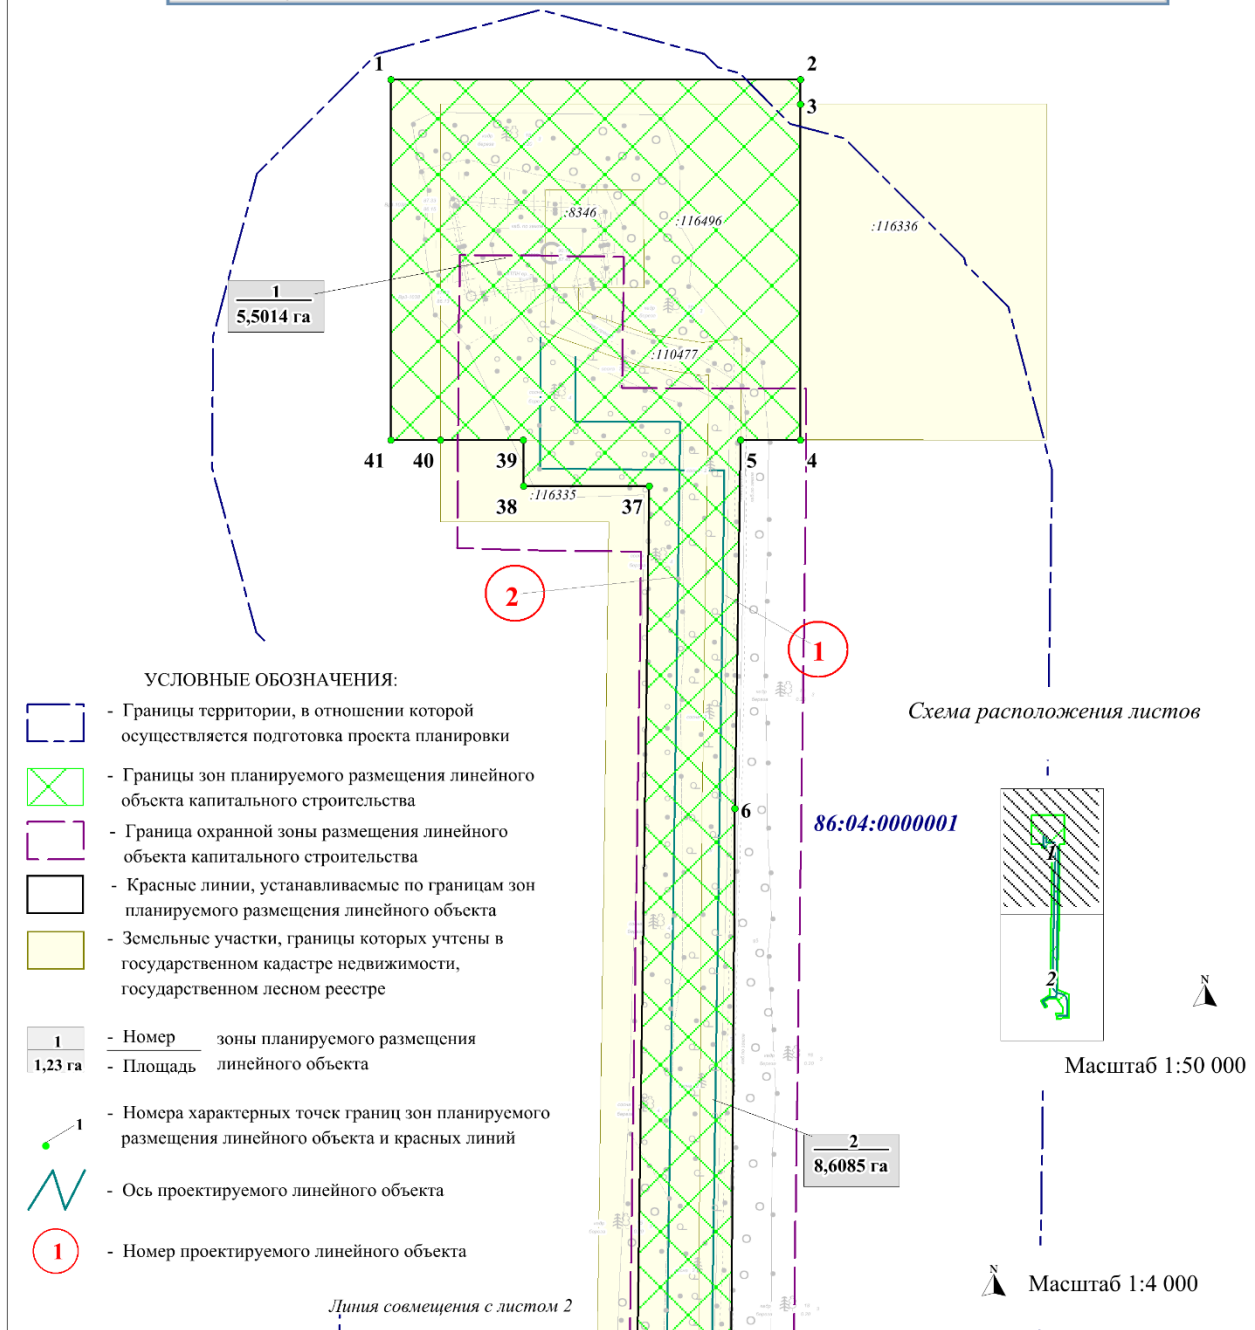 1
2
3
:8346
:116496
:116336
1
5,5014 га
:110477
41
40
39
5
4
38
:116335
37
2
1
УСЛОВНЫЕ ОБОЗНАЧЕНИЯ:
- Границы территории, в отношении которой
осуществляется подготовка проекта планировки
- Границы зон планируемого размещения линейного
объекта капитального строительства
- Граница охранной зоны размещения линейного
объекта капитального строительства
- Красные линии, устанавливаемые по границам зон
планируемого размещения линейного объекта
- Земельные участки, границы которых учтены в
государственном кадастре недвижимости,
государственном лесном реестре
1
1,23 га
- Номер
- Площадь
зоны планируемого размещения
линейного объекта
1
- Номера характерных точек границ зон планируемого
размещения линейного объекта и красных линий
- Ось проектируемого линейного объекта
1
- Номер проектируемого линейного объекта
Линия совмещения с листом 2
6
86:04:0000001
2
8,6085 га
Схема расположения листов
1
2
N
Масштаб 1:50 000
N
Масштаб 1:4 000